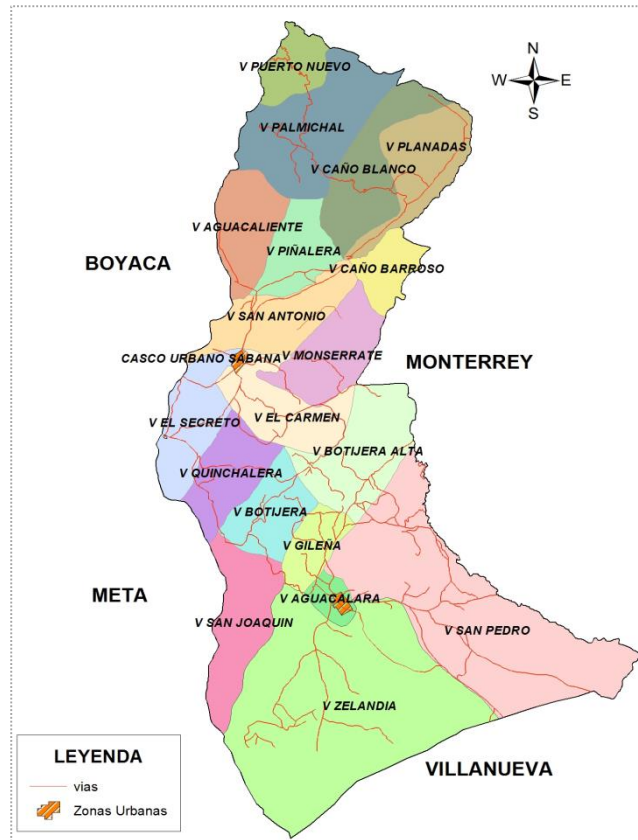 N
W E
S
V PUERTO NUEVO
V PALMICHAL
V PLANADAS
V CAÑO BLANCO
V AGUACALIENTE
V PIÑALERA
BOYACA
V CAÑO BARROSO
V SAN ANTONIO
CASCO URBANO SABANA
V MONSERRATE
MONTERREY
V EL CARMEN
V EL SECRETO
V BOTIJERA ALTA
V QUINCHALERA
V BOTIJERA
V GILEÑA
META
V AGUACALARA
V SAN JOAQUIN
V SAN PEDRO
V ZELANDIA
VILLANUEVA
LEYENDA
vias
Zonas Urbanas